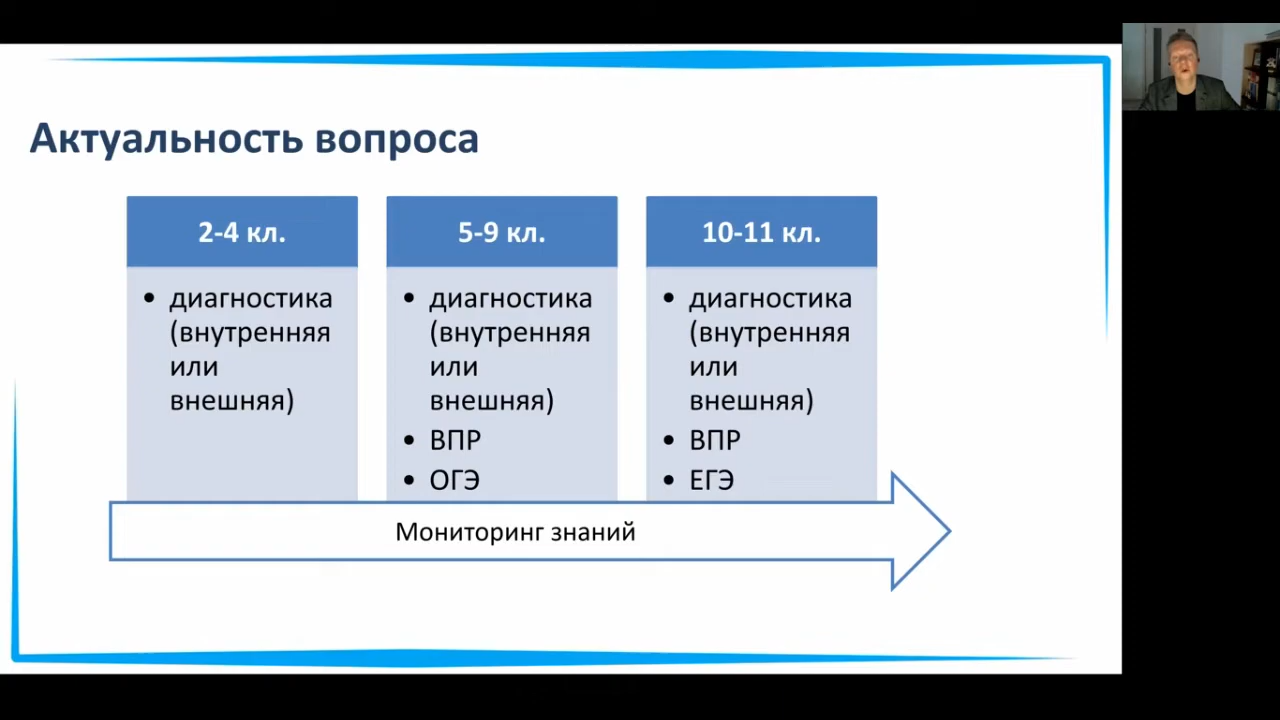 Актуальность вопроса
2-4 кл.
• диагностика
(внутренняя
или
внешняя)
5-9 кл.
• диагностика
(внутренняя
или
внешняя)
• ВПР
• ОГЭ
10-11 кл.
• диагностика
(внутренняя
или
внешняя)
• ВПР
• ЕГЭ
Мониторинг знаний